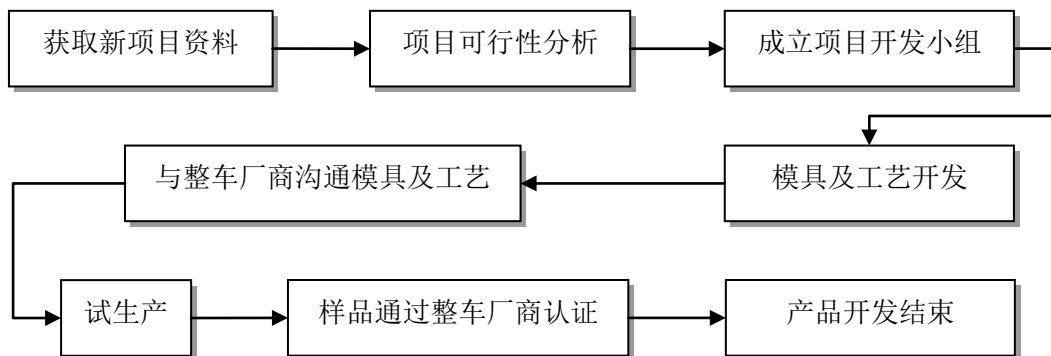 获取新项目资料
项目可行性分析
成立项目开发小组
模具及工艺开发
与整车厂商沟通模具及工艺
试生产
样品通过整车厂商认证
产品开发结束